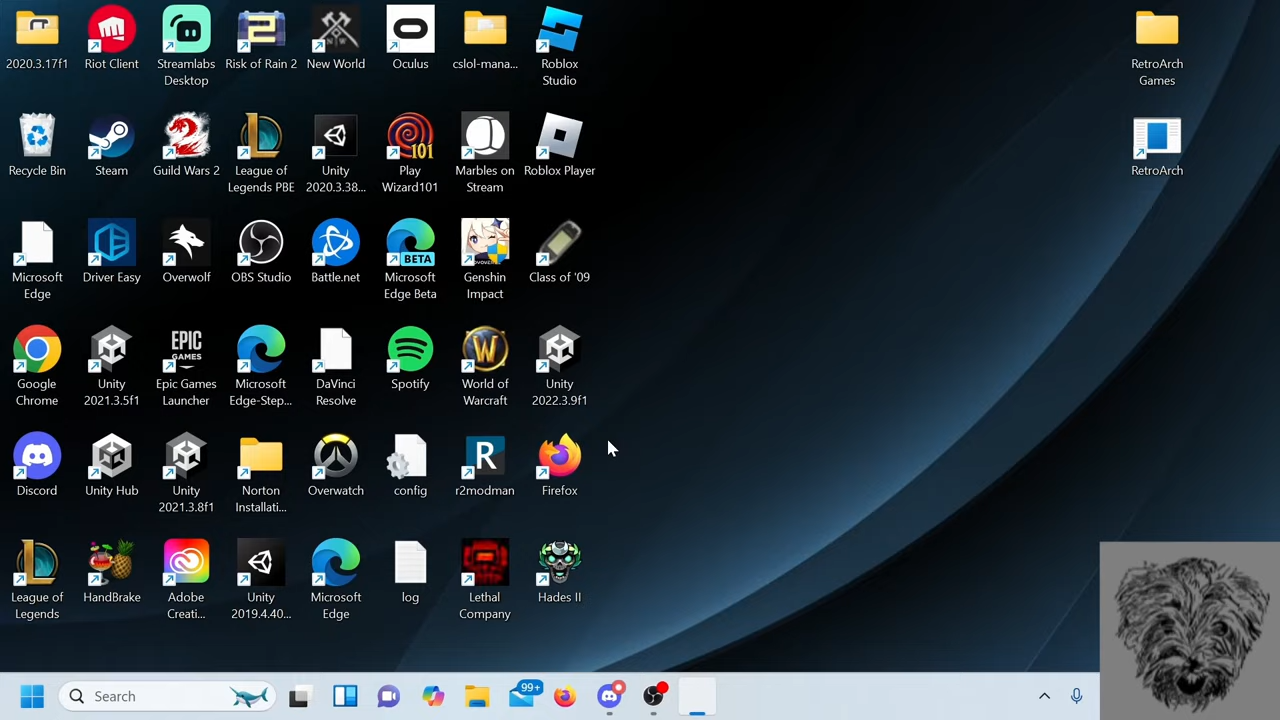 2020.3.17f1
Riot Client
Streamlabs
Desktop
Risk of Rain 2
New World
Oculus
cslol-mana...
Roblox
Studio
RetroArch
Games
Recycle Bin
Steam
Guild Wars 2
League of
Legends PBE
Unity
2020.3.38...
101
Play
Wizard101
Marbles on
Stream
Roblox Player
RetroArch
Microsoft
Edge
Driver Easy
Overwolf
OBS Studio
Battle.net
BETA
Microsoft
Edge Beta
Genshin
Impact
Class of '09
Google
Chrome
Unity
2021.3.5f1
EPIC
GAMES
Epic Games
Launcher
Microsoft
Edge-Step...
DaVinci
Resolve
Spotify
W
World of
Warcraft
Unity
2022.3.9f1
Discord
Unity Hub
Unity
2021.3.8f1
Norton
Installati...
Overwatch
config
R
r2modman
Firefox
League of
Legends
HandBrake
Adobe
Creati...
Unity
2019.4.40...
Microsoft
Edge
log
Lethal
Company
Hades II
Search
99+